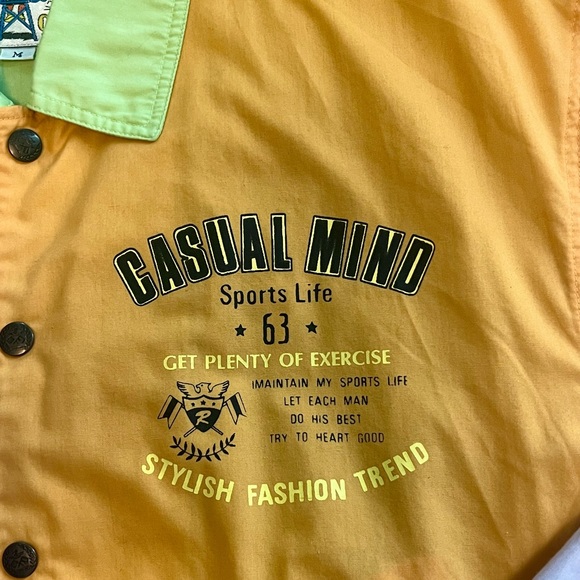 M
CASUAL MIND
Sports Life
★ 63 ★
GET PLENTY OF EXERCISE
IMAINTAIN MY SPORTS LIFE
LET EACH MAN
DO HIS BEST
TRY TO HEART GOOD
R
STYLISH FASHION TREND